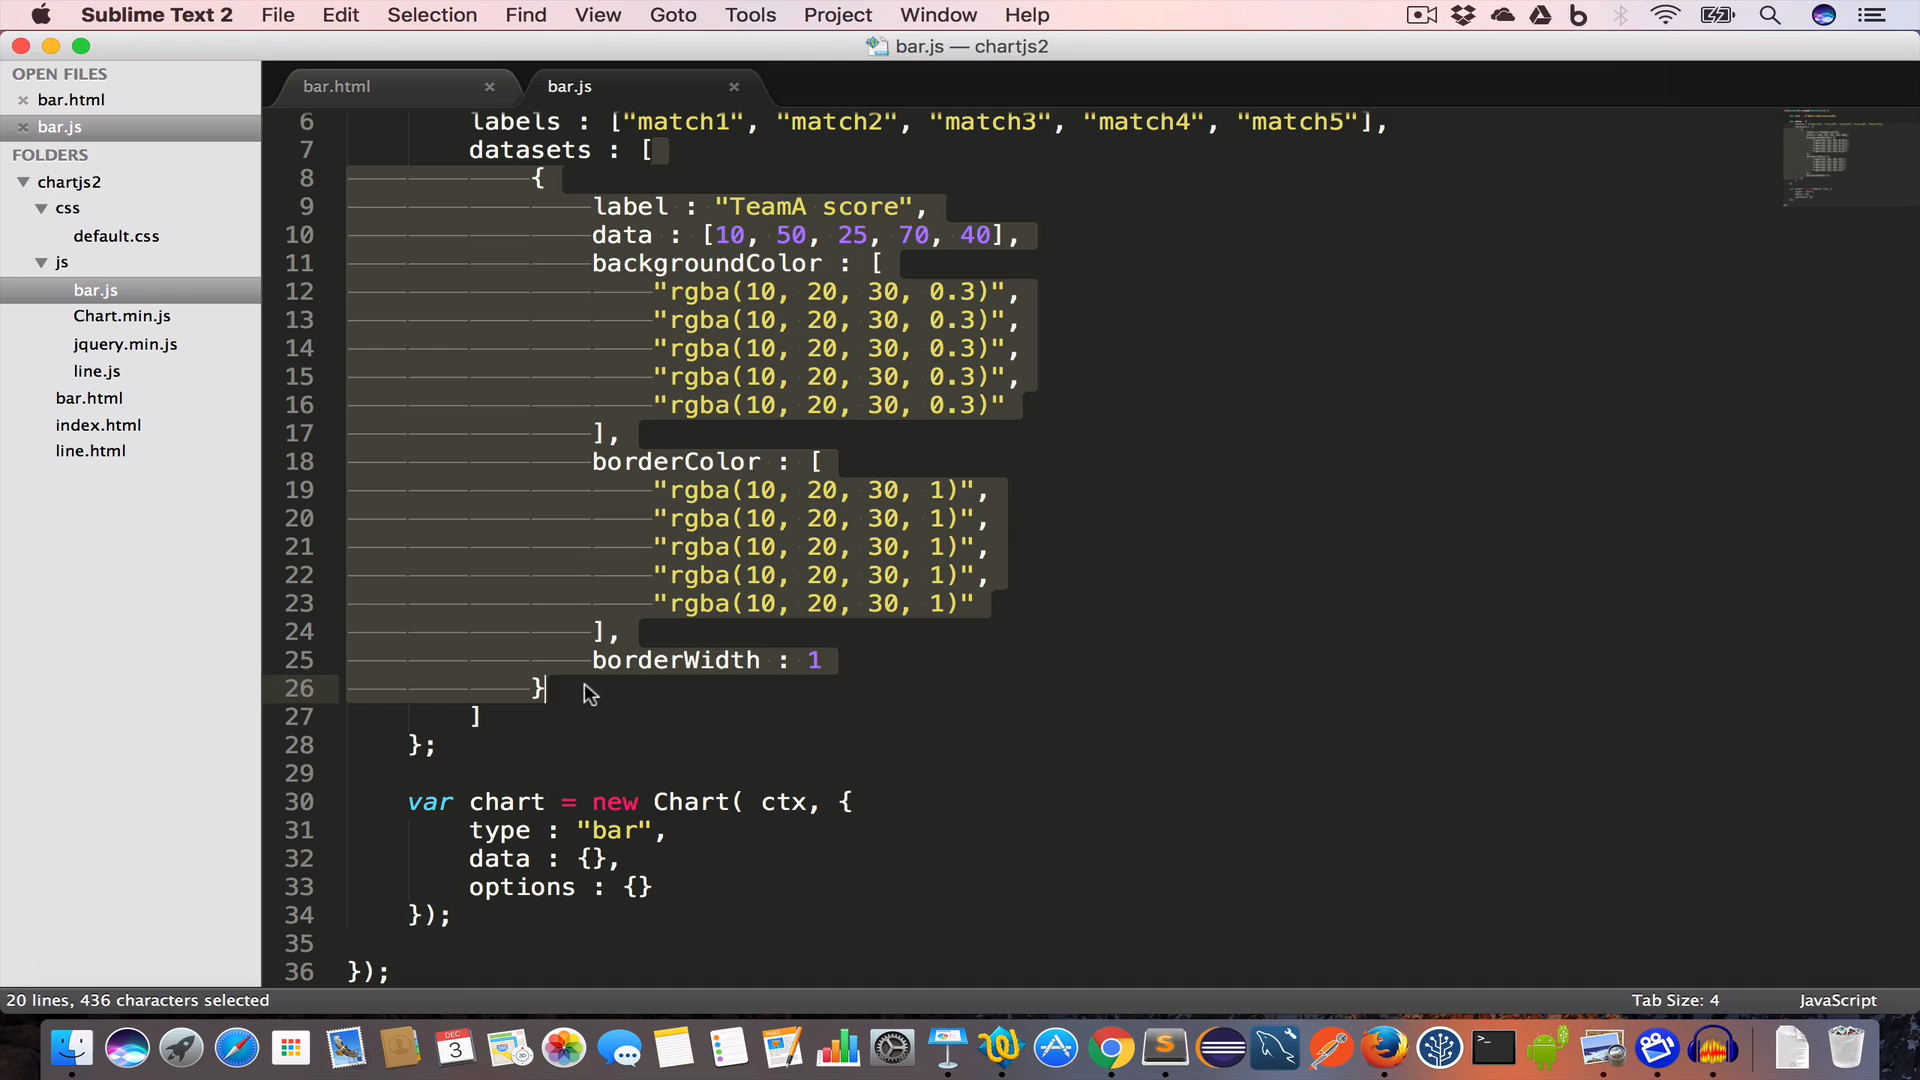 Sublime Text 2 File Edit Selection Find View Goto Tools Project Window Help
bar.js — chartjs2
OPEN FILES
bar.html
bar.js
FOLDERS
chartjs2
css
default.css
js
bar.js
Chart.min.js
jquery.min.js
line.js
bar.html
index.html
line.html
bar.html bar.js
6 labels : ["match1", "match2", "match3", "match4", "match5"],
7 datasets : [
8 {
9 label : "TeamA score",
10 data : [10, 50, 25, 70, 40],
11 backgroundColor : [
12 "rgba(10, 20, 30, 0.3)",
13 "rgba(10, 20, 30, 0.3)",
14 "rgba(10, 20, 30, 0.3)",
15 "rgba(10, 20, 30, 0.3)",
16 "rgba(10, 20, 30, 0.3)"
17 ],
18 borderColor : [
19 "rgba(10, 20, 30, 1)",
20 "rgba(10, 20, 30, 1)",
21 "rgba(10, 20, 30, 1)",
22 "rgba(10, 20, 30, 1)",
23 "rgba(10, 20, 30, 1)"
24 ],
25 borderWidth : 1
26 }
27 ]
28 };
29
30 var chart = new Chart( ctx, {
31 type : "bar",
32 data : {},
33 options : {}
34 });
35
36 });
20 lines, 436 characters selected Tab Size: 4 JavaScript
DEC
3